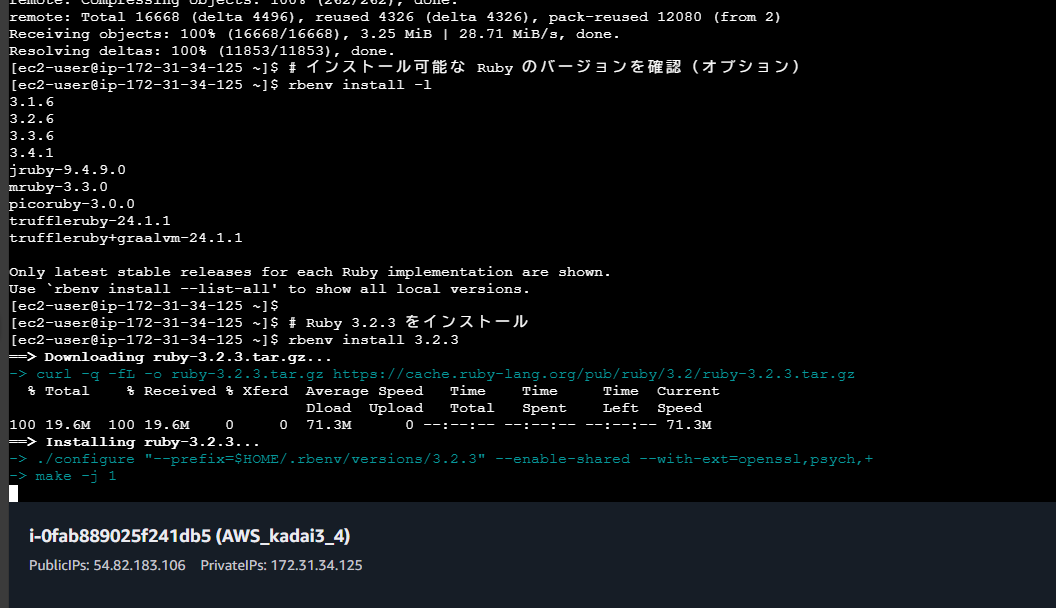 remote: Compressing objects: 100% (262/262), done.
remote: Total 16668 (delta 4496), reused 4326 (delta 4326), pack-reused 12080 (from 2)
Receiving objects: 100% (16668/16668), 3.25 MiB | 28.71 MiB/s, done.
Resolving deltas: 100% (11853/11853), done.
[ec2-user@ip-172-31-34-125 ~]$ # インストール可能な Ruby のバージョンを確認（オプション）
[ec2-user@ip-172-31-34-125 ~]$ rbenv install -l
3.1.6
3.2.6
3.3.6
3.4.1
jruby-9.4.9.0
mruby-3.3.0
picoruby-3.0.0
truffleruby-24.1.1
truffleruby+graalvm-24.1.1
Only latest stable releases for each Ruby implementation are shown.
Use `rbenv install --list-all' to show all local versions.
[ec2-user@ip-172-31-34-125 ~]$
[ec2-user@ip-172-31-34-125 ~]$ # Ruby 3.2.3 をインストール
[ec2-user@ip-172-31-34-125 ~]$ rbenv install 3.2.3
==> Downloading ruby-3.2.3.tar.gz...
-> curl -q -fL -o ruby-3.2.3.tar.gz https://cache.ruby-lang.org/pub/ruby/3.2/ruby-3.2.3.tar.gz
% Total % Received % Xferd Average Speed Time Time Time Current
Dload Upload Total Spent Left Speed
100 19.6M 100 19.6M 0 0 71.3M 0 --:--:-- --:--:-- --:--:-- 71.3M
==> Installing ruby-3.2.3...
-> ./configure "--prefix=$HOME/.rbenv/versions/3.2.3" --enable-shared --with-ext=openssl,psych,+
-> make -j 1
i-0fab889025f241db5 (AWS_kadai3_4)
PublicIPs: 54.82.183.106 PrivateIPs: 172.31.34.125